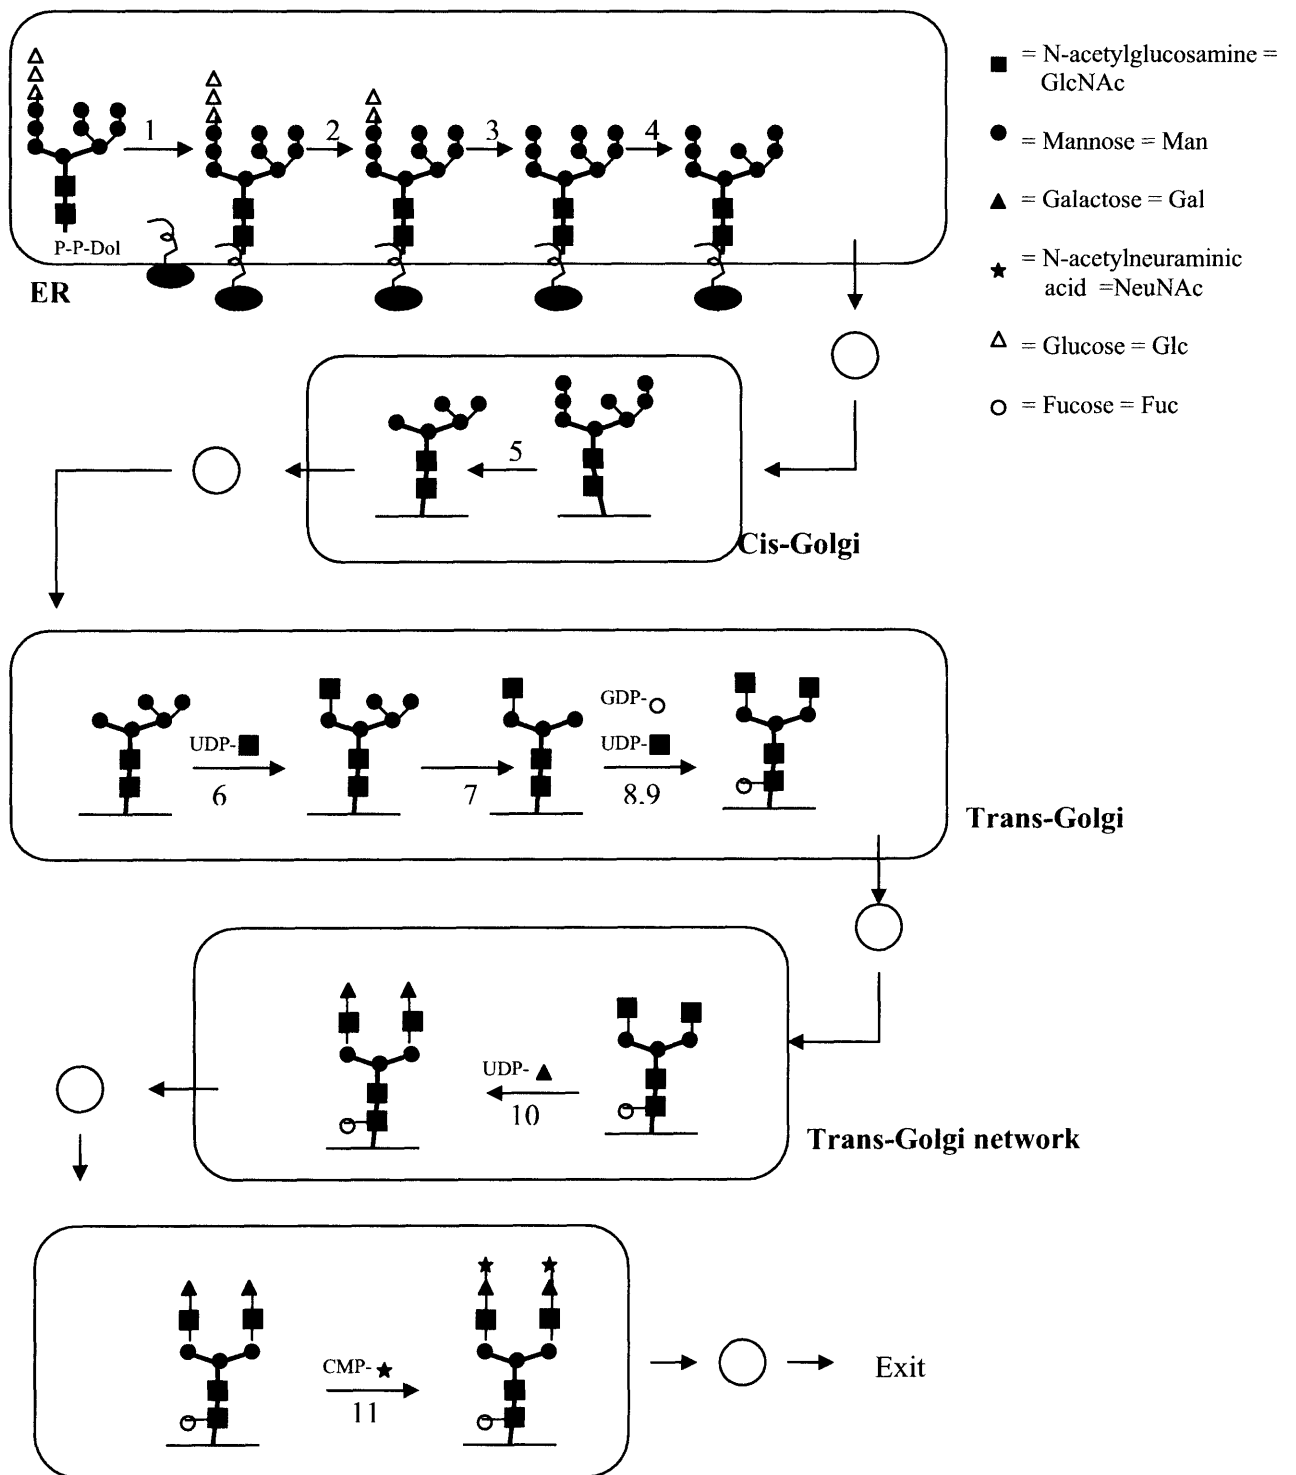 = N-acetylglucosamine =
GlcNAc
= Mannose = Man
= Galactose = Gal
= N-acetylneuraminic
acid =NeuNAc
= Glucose = Glc
= Fucose = Fuc
1
2
3
4
P-P-Dol
ER
5
Cis-Golgi
UDP-
6
7
GDP-
UDP-
8.9
Trans-Golgi
UDP-
10
Trans-Golgi network
CMP-
11
Exit